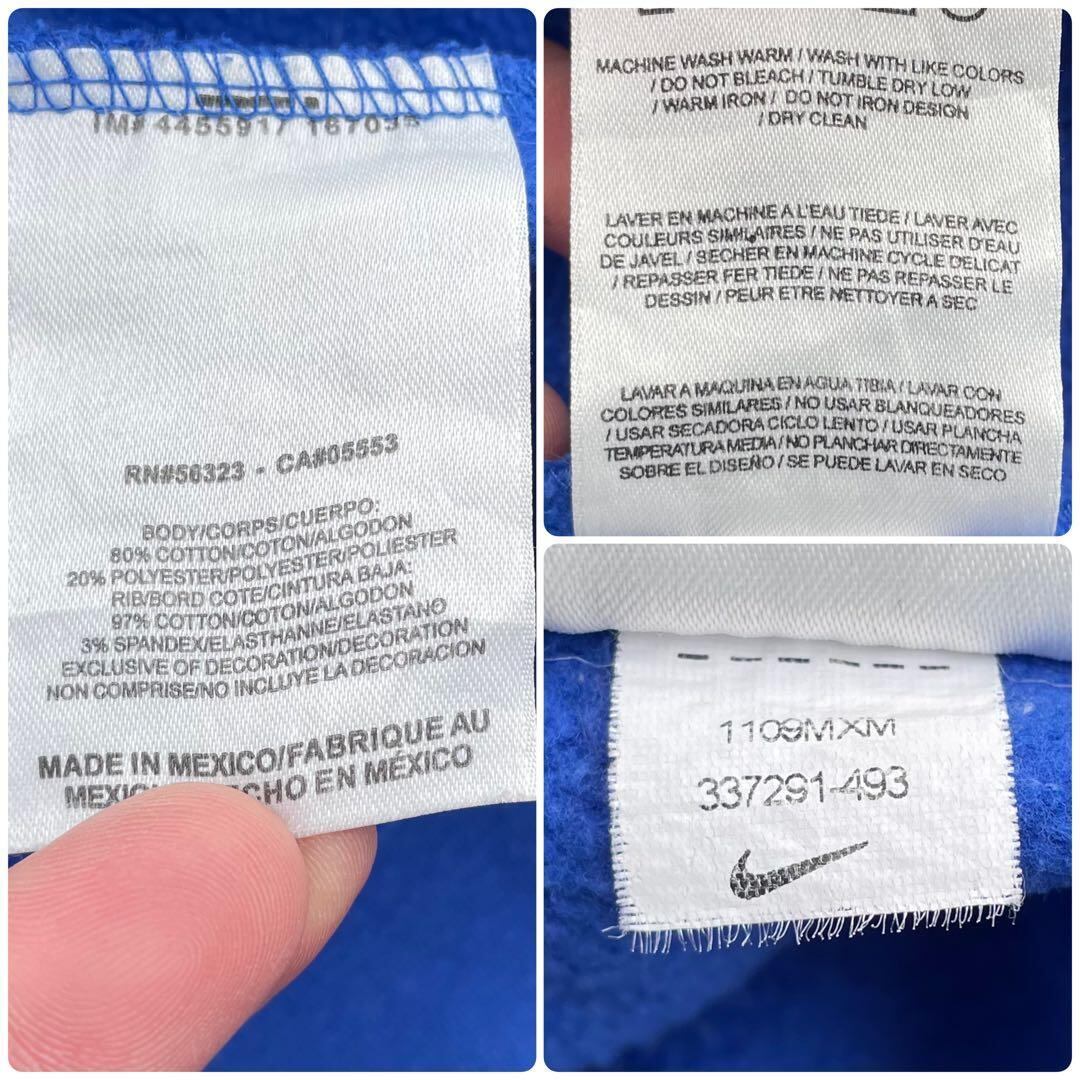 IM# 4455917 1670
RN#56323 - CA#05553
BODY/CORPS/CUERPO:
80% COTTON/COTON/ALGODON
20% POLYESTER/POLYESTER/POLIESTER
RIB/BORD COTE/CINTURA BAJA:
97% COTTON/COTON/ALGODON
3% SPANDEX/ELASTHANNE/ELASTANO
EXCLUSIVE OF DECORATION/DECORATION
NON COMPRISE/NO INCLUYE LA DECORACION
MADE IN MEXICO/FABRIQUE AU
MEXIC CHO EN MÉXICO
MACHINE WASH WARM / WASH WITH LIKE COLORS
/ DO NOT BLEACH / TUMBLE DRY LOW
/ WARM IRON / DO NOT IRON DESIGN
/ DRY CLEAN
LAVER EN MACHINE A L'EAU TIEDE / LAVER AVEC
COULEURS SIMILAIRES / NE PAS UTILISER D'EAU
DE JAVEL / SECHER EN MACHINE CYCLE DELICAT
/ REPASSER FER TIEDE / NE PAS REPASSER LE
DESSIN / PEUR ETRE NETTOYER A SEC
LAVAR A MAQUINA EN AGUA TIBIA / LAVAR CON
COLORES SIMILARES / NO USAR BLANQUEADORES
/ USAR SECADORA CICLO LENTO / USAR PLANCHA
TEMPERATURA MEDIA / NO PLANCHAR DIRECTAMENTE
SOBRE EL DISEÑO / SE PUEDE LAVAR EN SECO
1109MXM
337291-493